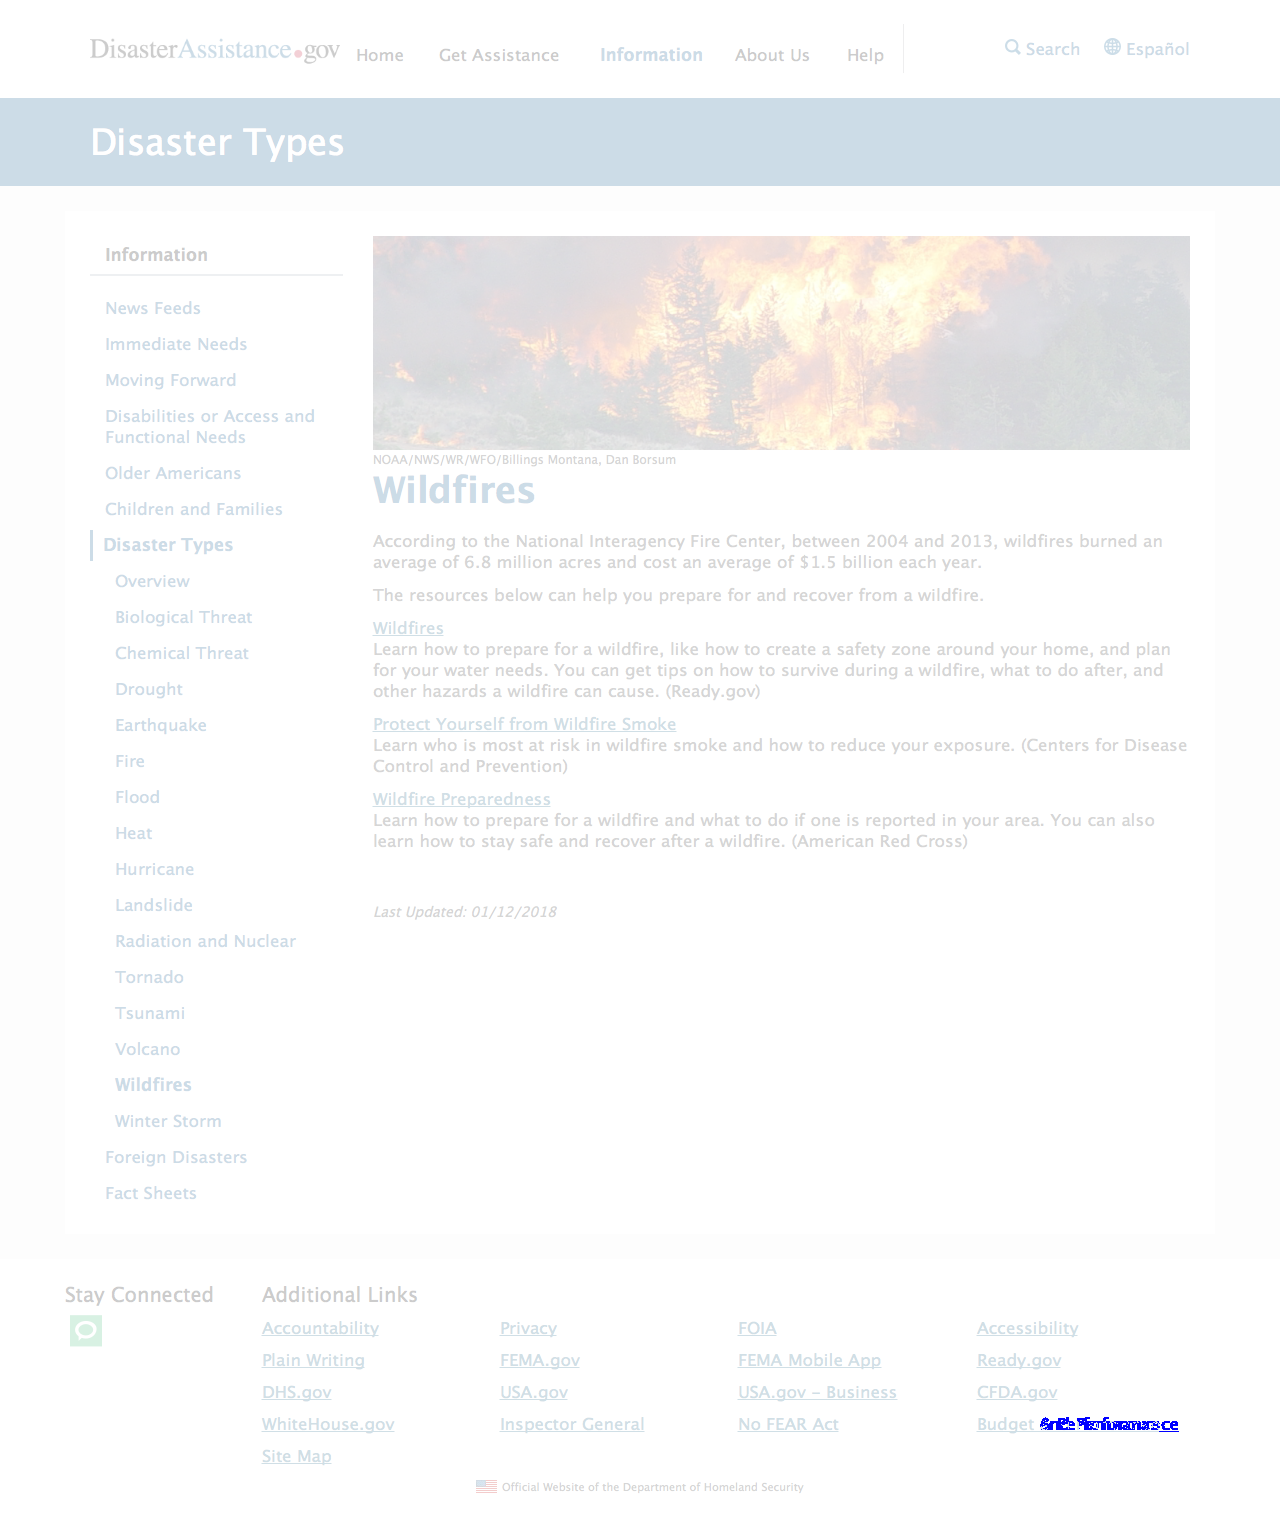 DisasterAssistance.gov Home Get Assistance Information About Us Help Search Español
Disaster Types
Information
News Feeds
Immediate Needs
Moving Forward
Disabilities or Access and
Functional Needs
Older Americans
Children and Families
Disaster Types
Overview
Biological Threat
Chemical Threat
Drought
Earthquake
Fire
Flood
Heat
Hurricane
Landslide
Radiation and Nuclear
Tornado
Tsunami
Volcano
Wildfires
Winter Storm
Foreign Disasters
Fact Sheets
NOAA/NWS/WR/WFO/Billings Montana, Dan Borsum
Wildfires
According to the National Interagency Fire Center, between 2004 and 2013, wildfires burned an
average of 6.8 million acres and cost an average of $1.5 billion each year.
The resources below can help you prepare for and recover from a wildfire.
Wildfires
Learn how to prepare for a wildfire, like how to create a safety zone around your home, and plan
for your water needs. You can get tips on how to survive during a wildfire, what to do after, and
other hazards a wildfire can cause. (Ready.gov)
Protect Yourself from Wildfire Smoke
Learn who is most at risk in wildfire smoke and how to reduce your exposure. (Centers for Disease
Control and Prevention)
Wildfire Preparedness
Learn how to prepare for a wildfire and what to do if one is reported in your area. You can also
learn how to stay safe and recover after a wildfire. (American Red Cross)
Last Updated: 01/12/2018
Stay Connected
Additional Links
Accountability Privacy FOIA Accessibility
Plain Writing FEMA.gov FEMA Mobile App Ready.gov
DHS.gov USA.gov USA.gov – Business CFDA.gov
WhiteHouse.gov Inspector General No FEAR Act Budget
Site Map
Official Website of the Department of Homeland Security